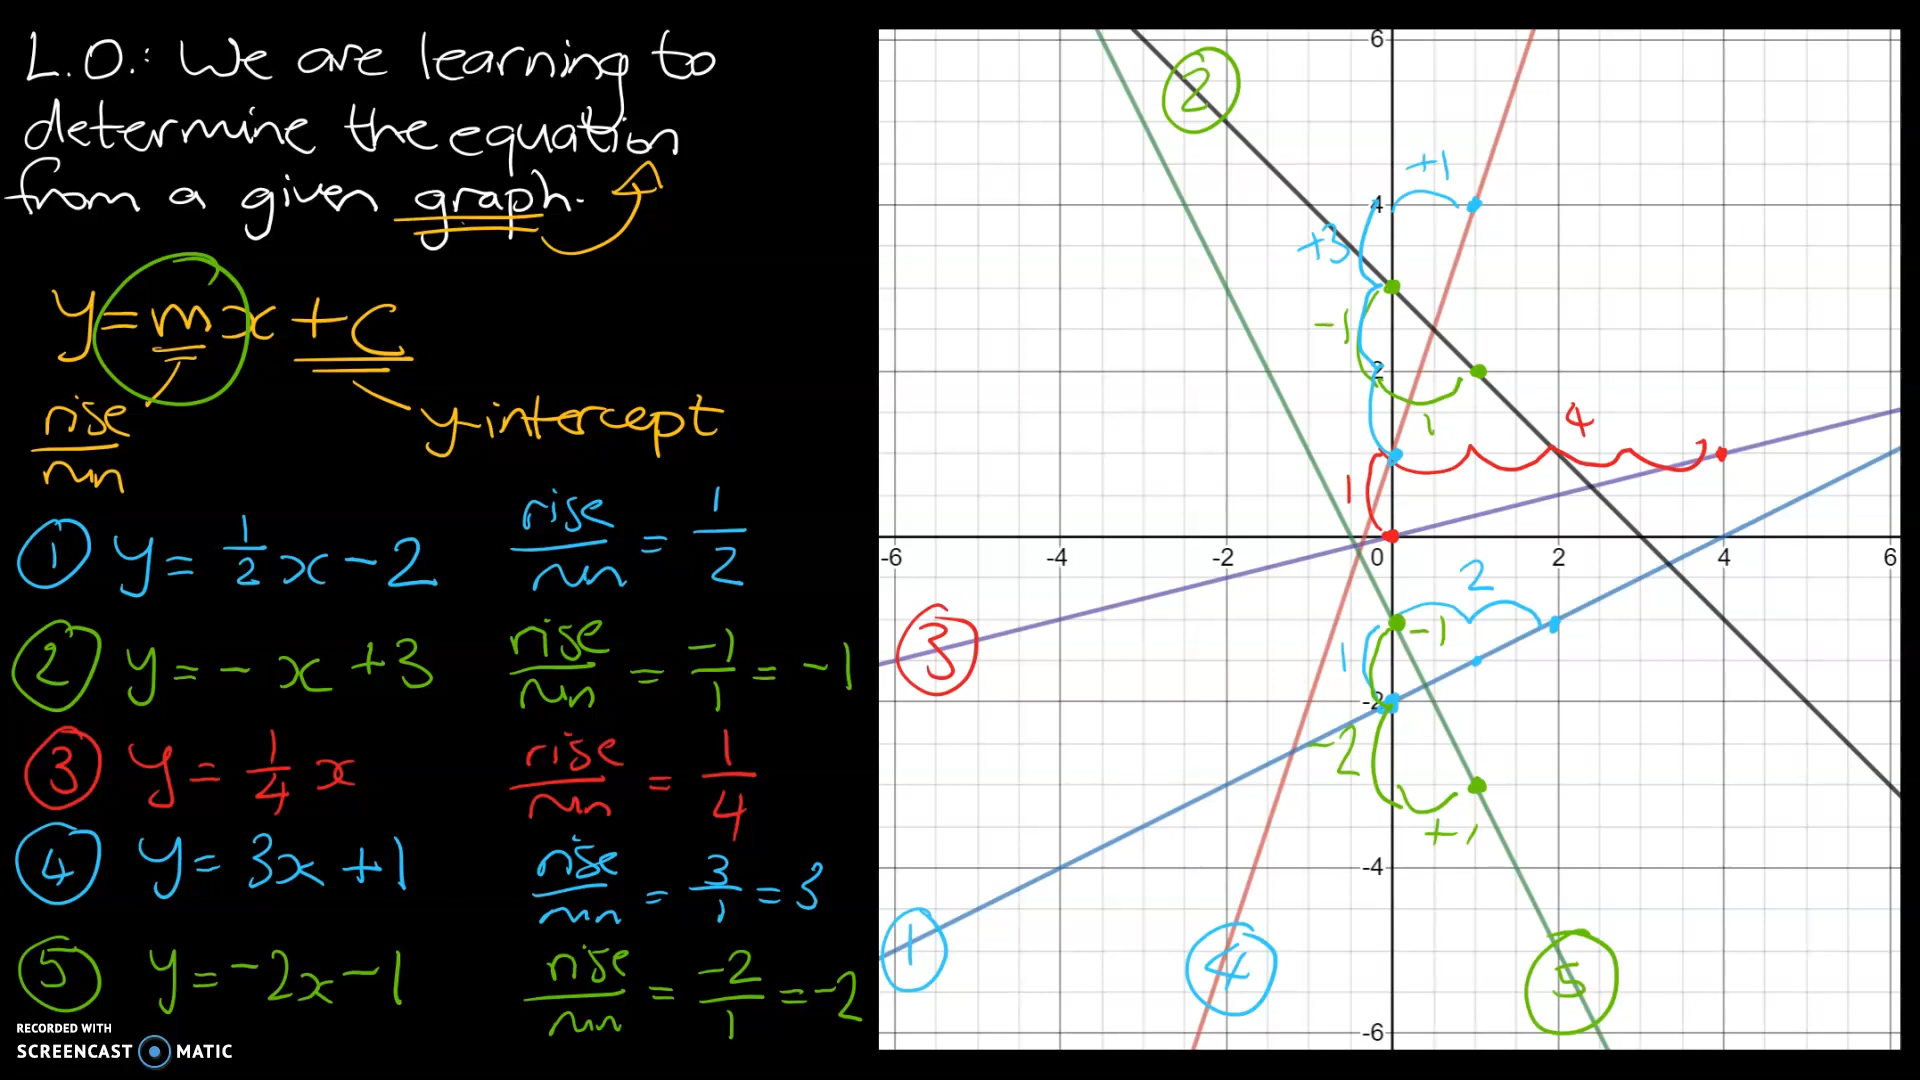 L.O.: We are learning to
determine the equation
from a given graph.
y=mx+c
rise
run
y-intercept
① y = 1/2 x - 2
rise/run = 1/2
② y = - x + 3
rise/run = -1/1 = -1
③ y = 1/4 x
rise/run = 1/4
④ y = 3x + 1
rise/run = 3/1 = 3
⑤ y = -2x - 1
rise/run = -2/1 = -2
RECORDED WITH
SCREENCAST MATIC
6
②
+1
4
+3
-1
2
1
4
1
-6 -4 -2 0 2 4 6
2
③
-1
1
-2
-2
+1
-4
①
④
⑤
-6